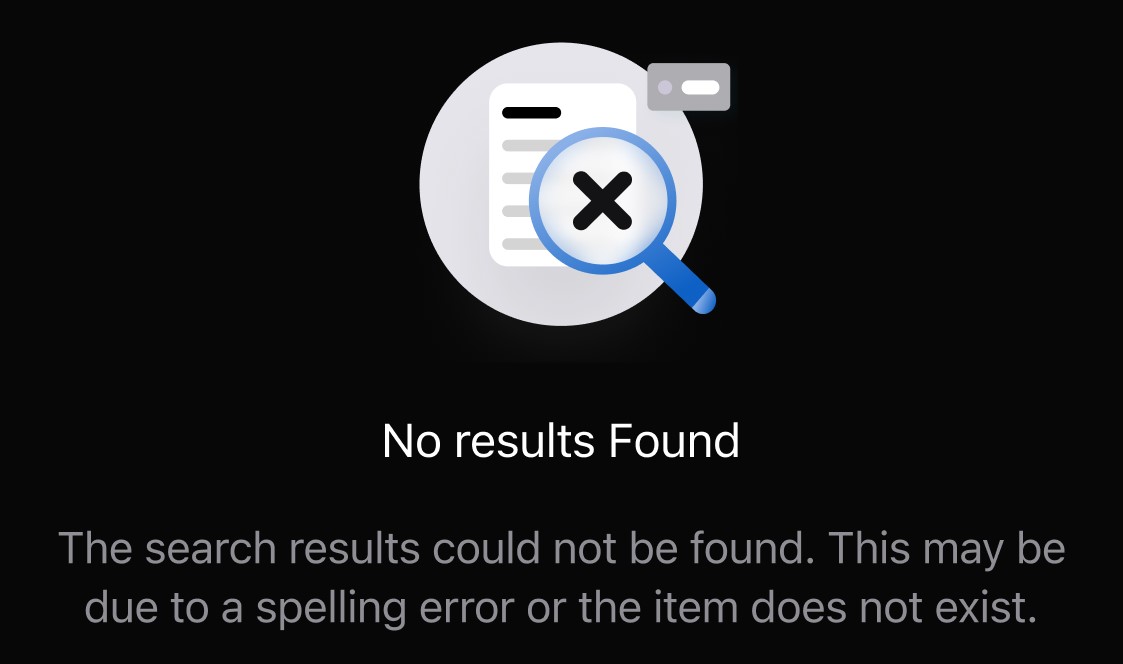 No results Found
The search results could not be found. This may be
due to a spelling error or the item does not exist.